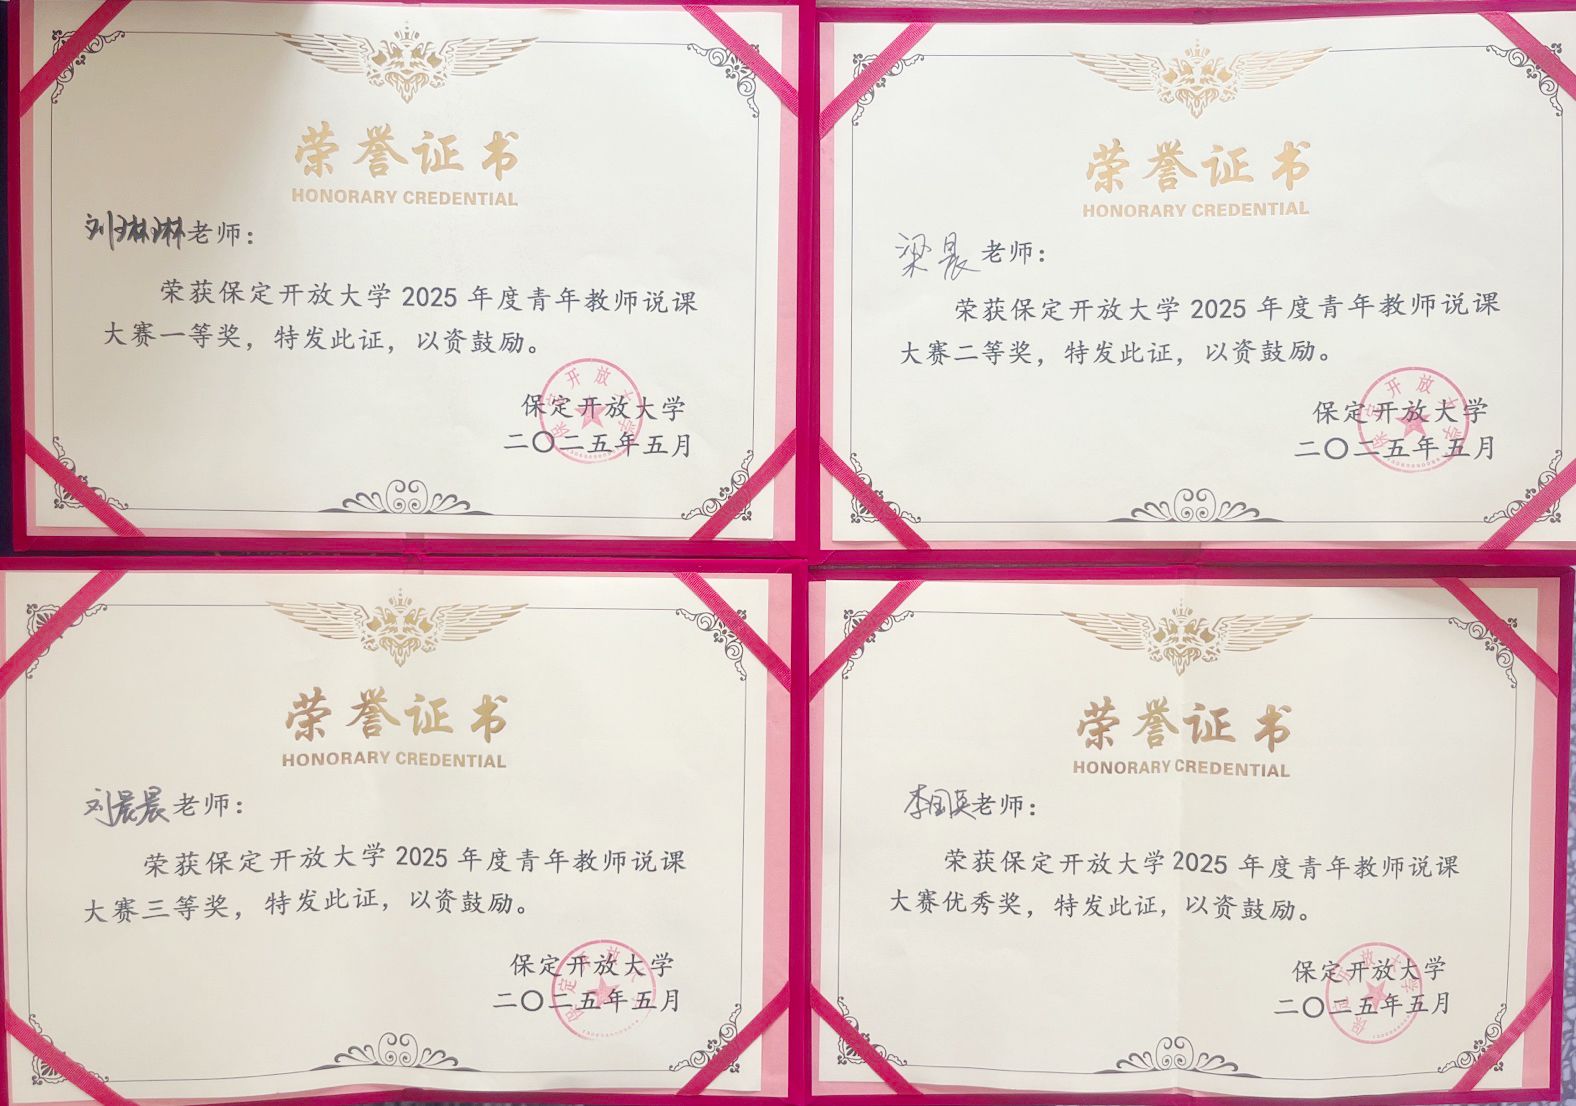 荣誉证书
HONORARY CREDENTIAL
刘琳琳老师：
荣获保定开放大学 2025 年度青年教师说课
大赛一等奖，特发此证，以资鼓励。
保定开放大学
二〇二五年五月
荣誉证书
HONORARY CREDENTIAL
梁晨老师：
荣获保定开放大学 2025 年度青年教师说课
大赛二等奖，特发此证，以资鼓励。
保定开放大学
二〇二五年五月
荣誉证书
HONORARY CREDENTIAL
刘晨晨老师：
荣获保定开放大学 2025 年度青年教师说课
大赛三等奖，特发此证，以资鼓励。
保定开放大学
二〇二五年五月
荣誉证书
HONORARY CREDENTIAL
李国英老师：
荣获保定开放大学 2025 年度青年教师说课
大赛优秀奖，特发此证，以资鼓励。
保定开放大学
二〇二五年五月